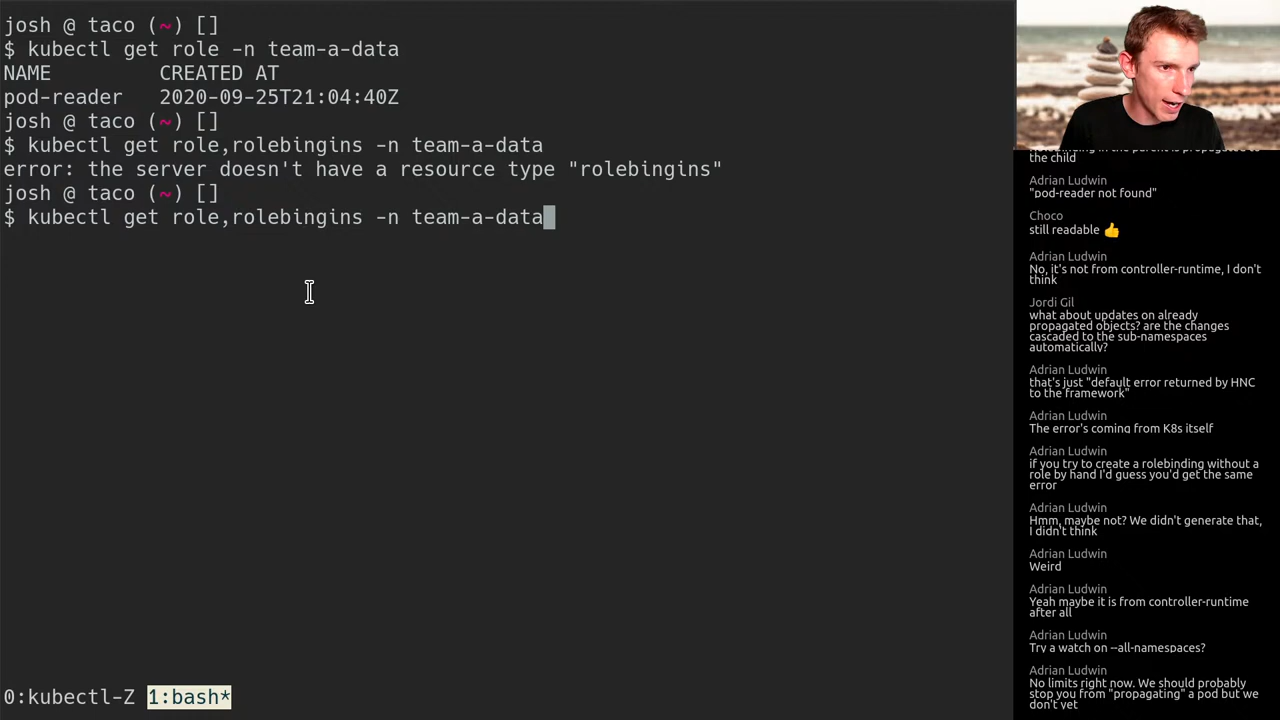 josh @ taco (~) []
$ kubectl get role -n team-a-data
NAME         CREATED AT
pod-reader   2020-09-25T21:04:40Z
josh @ taco (~) []
$ kubectl get role,rolebingins -n team-a-data
error: the server doesn't have a resource type "rolebingins"
josh @ taco (~) []
$ kubectl get role,rolebingins -n team-a-data
0:kubectl-Z 1:bash*
the child
Adrian Ludwin
"pod-reader not found"
Choco
still readable 👍
Adrian Ludwin
No, it's not from controller-runtime, I don't
think
Jordi Gil
what about updates on already
propagated objects? are the changes
cascaded to the sub-namespaces
automatically?
Adrian Ludwin
that's just "default error returned by HNC
to the framework"
Adrian Ludwin
The error's coming from K8s itself
Adrian Ludwin
if you try to create a rolebinding without a
role by hand I'd guess you'd get the same
error
Adrian Ludwin
Hmm, maybe not? We didn't generate that,
I didn't think
Adrian Ludwin
Weird
Adrian Ludwin
Yeah maybe it is from controller-runtime
after all
Adrian Ludwin
Try a watch on --all-namespaces?
Adrian Ludwin
No limits right now. We should probably
stop you from "propagating" a pod but we
don't yet